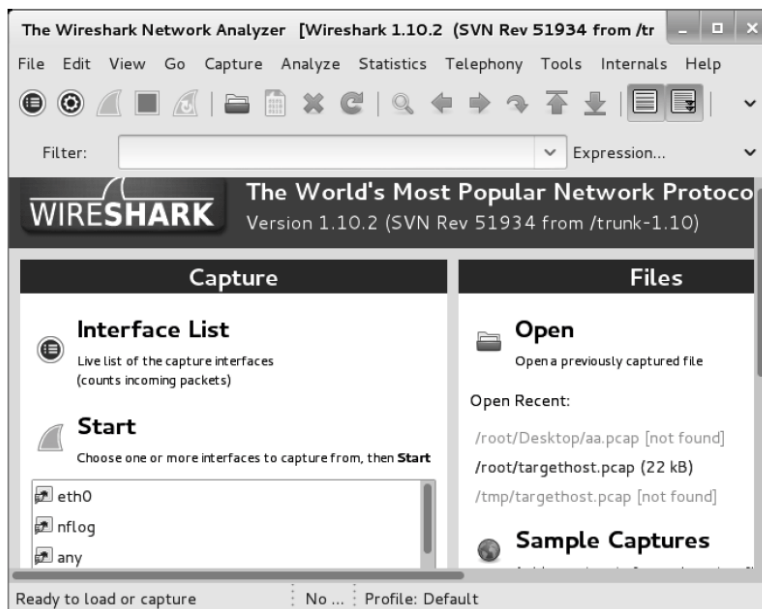 The Wireshark Network Analyzer [Wireshark 1.10.2 (SVN Rev 51934 from /tr
File Edit View Go Capture Analyze Statistics Telephony Tools Internals Help
Filter: Expression...
WIRESHARK
The World's Most Popular Network Protoco
Version 1.10.2 (SVN Rev 51934 from /trunk-1.10)
Capture
Interface List
Live list of the capture interfaces
(counts incoming packets)
Start
Choose one or more interfaces to capture from, then Start
eth0
nflog
any
Files
Open
Open a previously captured file
Open Recent:
/root/Desktop/aa.pcap [not found]
/root/targethost.pcap (22 kB)
/tmp/targethost.pcap [not found]
Sample Captures
Ready to load or capture No ... Profile: Default